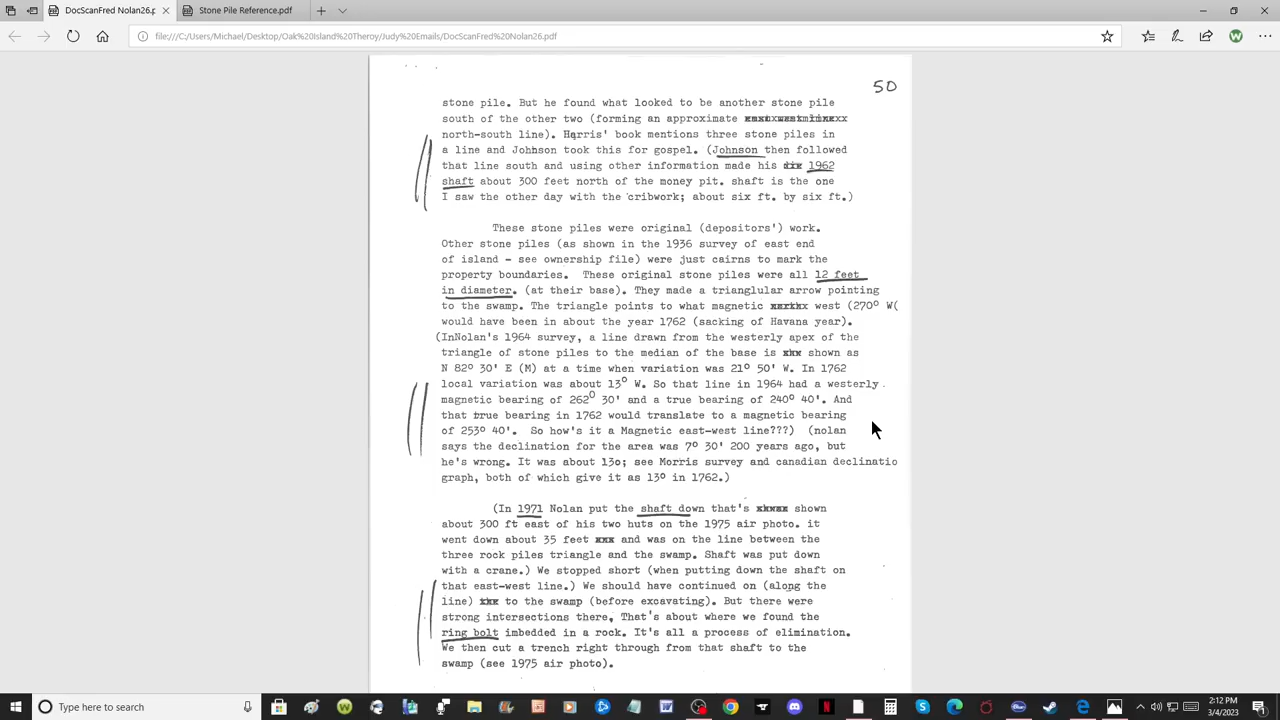 DocScanFred Nolan26.p
Stone Pile Reference.pdf
file:///C:/Users/Michael/Desktop/Oak%20Island%20Theroy/Judy%20Emails/DocScanFred%20Nolan26.pdf
50
stone pile. But he found what looked to be another stone pile
south of the other two (forming an approximate
north-south line). Harris' book mentions three stone piles in
a line and Johnson took this for gospel. (Johnson then followed
that line south and using other information made his 1962
shaft about 300 feet north of the money pit. shaft is the one
I saw the other day with the cribwork; about six ft. by six ft.)
These stone piles were original (depositors') work.
Other stone piles (as shown in the 1936 survey of east end
of island - see ownership file) were just cairns to mark the
property boundaries. These original stone piles were all 12 feet
in diameter. (at their base). They made a trianglular arrow pointing
to the swamp. The triangle points to what magnetic west (270° W(
would have been in about the year 1762 (sacking of Havana year).
(InNolan's 1964 survey, a line drawn from the westerly apex of the
triangle of stone piles to the median of the base is shown as
N 82° 30' E (M) at a time when variation was 21° 50' W. In 1762
local variation was about 13° W. So that line in 1964 had a westerly
magnetic bearing of 262° 30' and a true bearing of 240° 40'. And
that true bearing in 1762 would translate to a magnetic bearing
of 253° 40'. So how's it a Magnetic east-west line???) (nolan
says the declination for the area was 7° 30' 200 years ago, but
he's wrong. It was about 13o; see Morris survey and canadian declinatio
graph, both of which give it as 13° in 1762.)
(In 1971 Nolan put the shaft down that's shown
about 300 ft east of his two huts on the 1975 air photo. it
went down about 35 feet and was on the line between the
three rock piles triangle and the swamp. Shaft was put down
with a crane.) We stopped short (when putting down the shaft on
that east-west line.) We should have continued on (along the
line) to the swamp (before excavating). But there were
strong intersections there, That's about where we found the
ring bolt imbedded in a rock. It's all a process of elimination.
We then cut a trench right through from that shaft to the
swamp (see 1975 air photo).
Type here to search
2:12 PM
3/4/2023